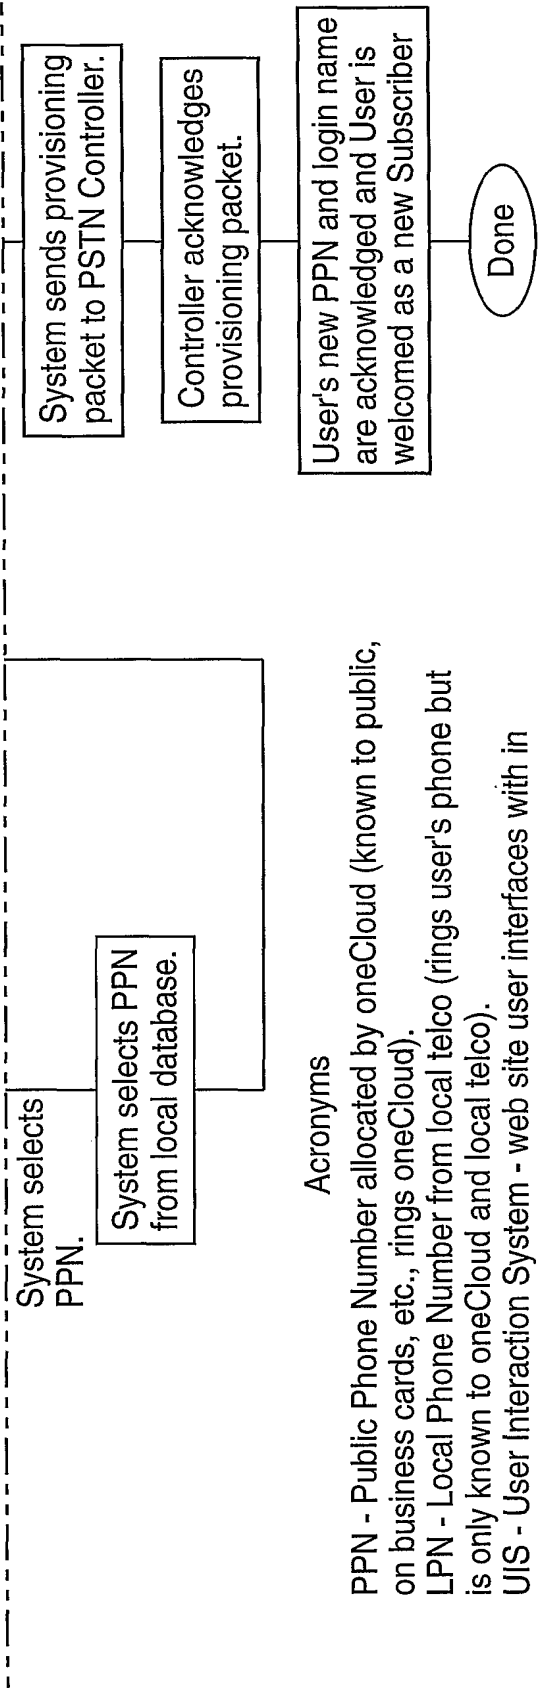 System selects
PPN.
System selects PPN
from local database.
System sends provisioning
packet to PSTN Controller.
Controller acknowledges
provisioning packet.
User's new PPN and login name
are acknowledged and User is
welcomed as a new Subscriber
Done
Acronyms
PPN - Public Phone Number allocated by oneCloud (known to public,
on business cards, etc., rings oneCloud).
LPN - Local Phone Number from local telco (rings user's phone but
is only known to oneCloud and local telco).
UIS - User Interaction System - web site user interfaces with in